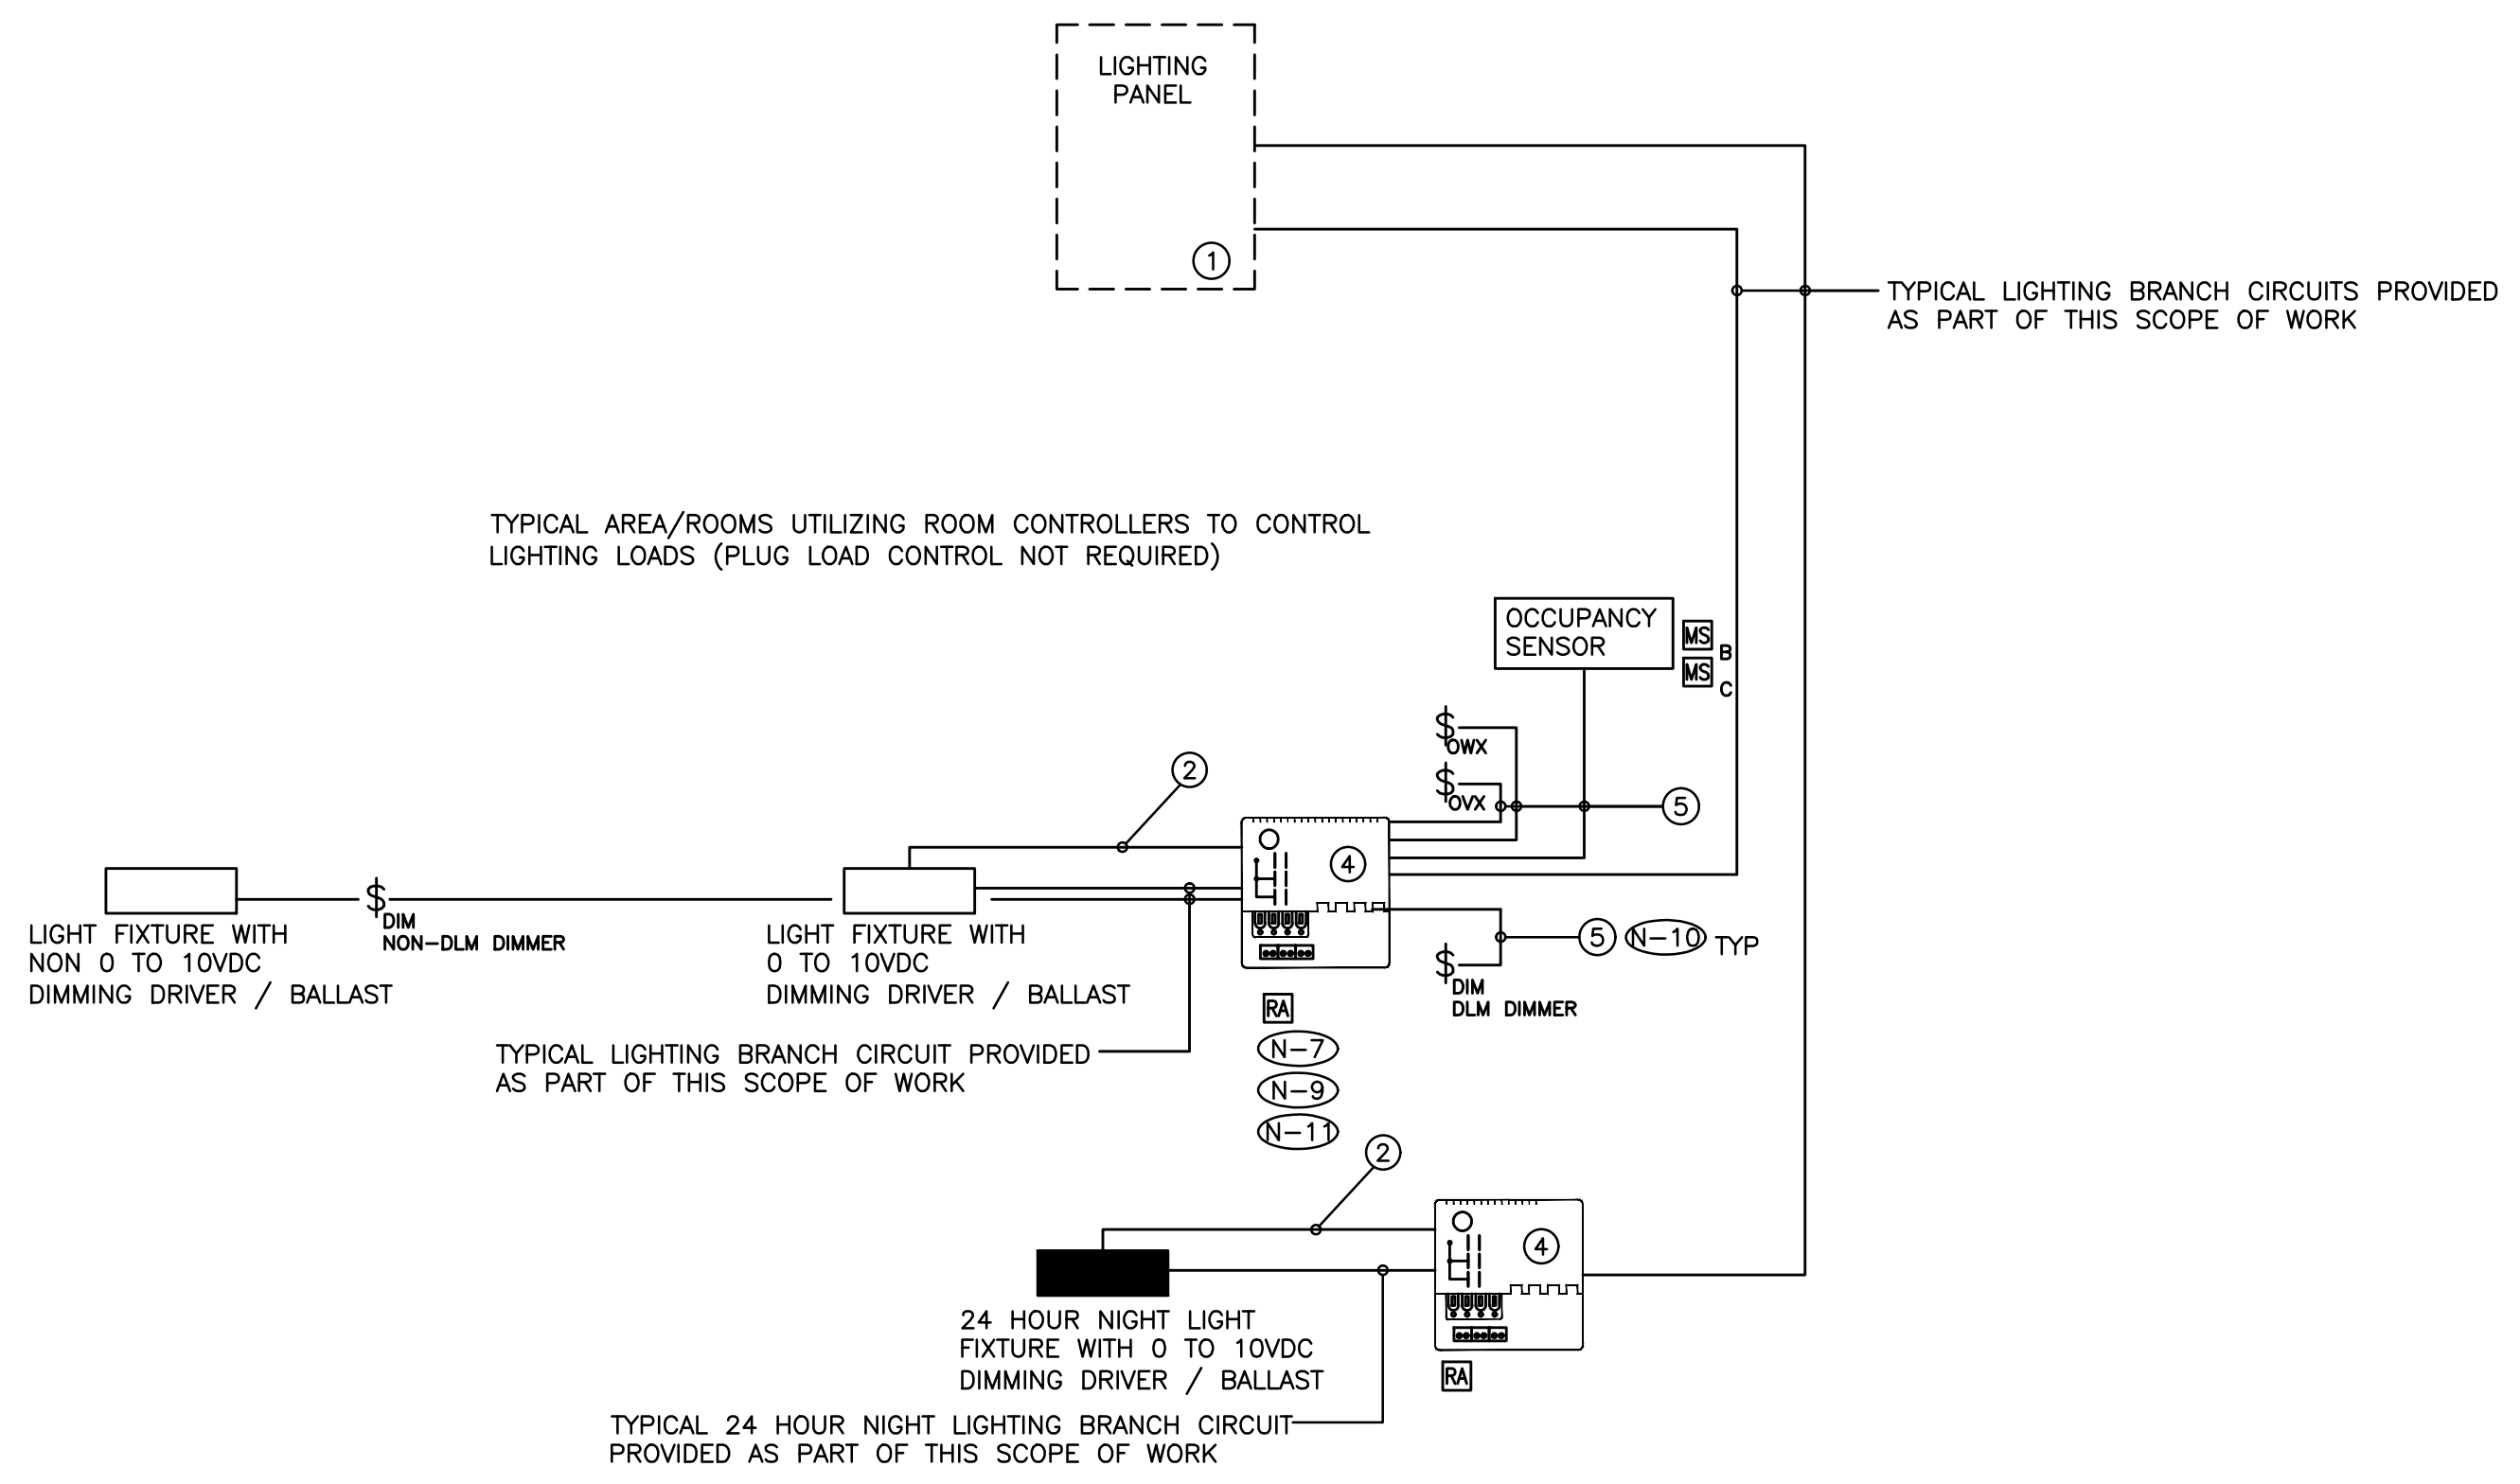 LIGHTING
PANEL
1
TYPICAL LIGHTING BRANCH CIRCUITS PROVIDED
AS PART OF THIS SCOPE OF WORK
TYPICAL AREA/ROOMS UTILIZING ROOM CONTROLLERS TO CONTROL
LIGHTING LOADS (PLUG LOAD CONTROL NOT REQUIRED)
OCCUPANCY
SENSOR
MS
B
MS
C
$
OWX
$
OVX
5
2
4
$
DIM
NON-DLM DIMMER
LIGHT FIXTURE WITH
NON 0 TO 10VDC
DIMMING DRIVER / BALLAST
LIGHT FIXTURE WITH
0 TO 10VDC
DIMMING DRIVER / BALLAST
5
N-10
TYP
$
DIM
DLM DIMMER
RA
N-7
N-9
N-11
TYPICAL LIGHTING BRANCH CIRCUIT PROVIDED
AS PART OF THIS SCOPE OF WORK
2
4
24 HOUR NIGHT LIGHT
FIXTURE WITH 0 TO 10VDC
DIMMING DRIVER / BALLAST
RA
TYPICAL 24 HOUR NIGHT LIGHTING BRANCH CIRCUIT
PROVIDED AS PART OF THIS SCOPE OF WORK